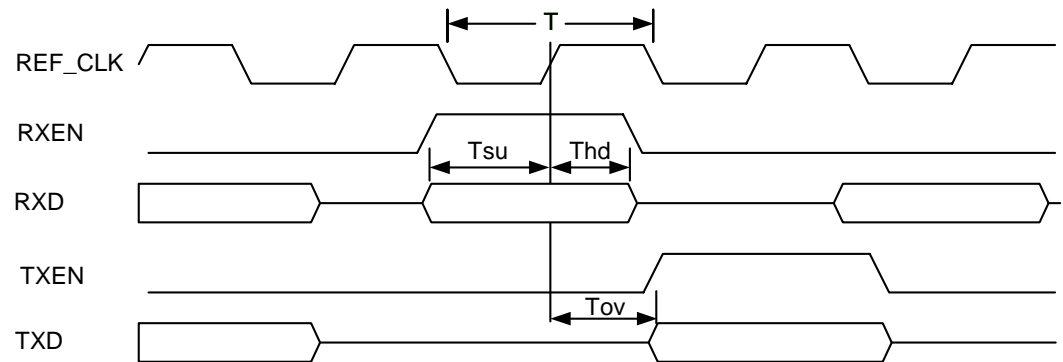 T
REF_CLK
RXEN
Tsu
Thd
RXD
TXEN
Tov
TXD